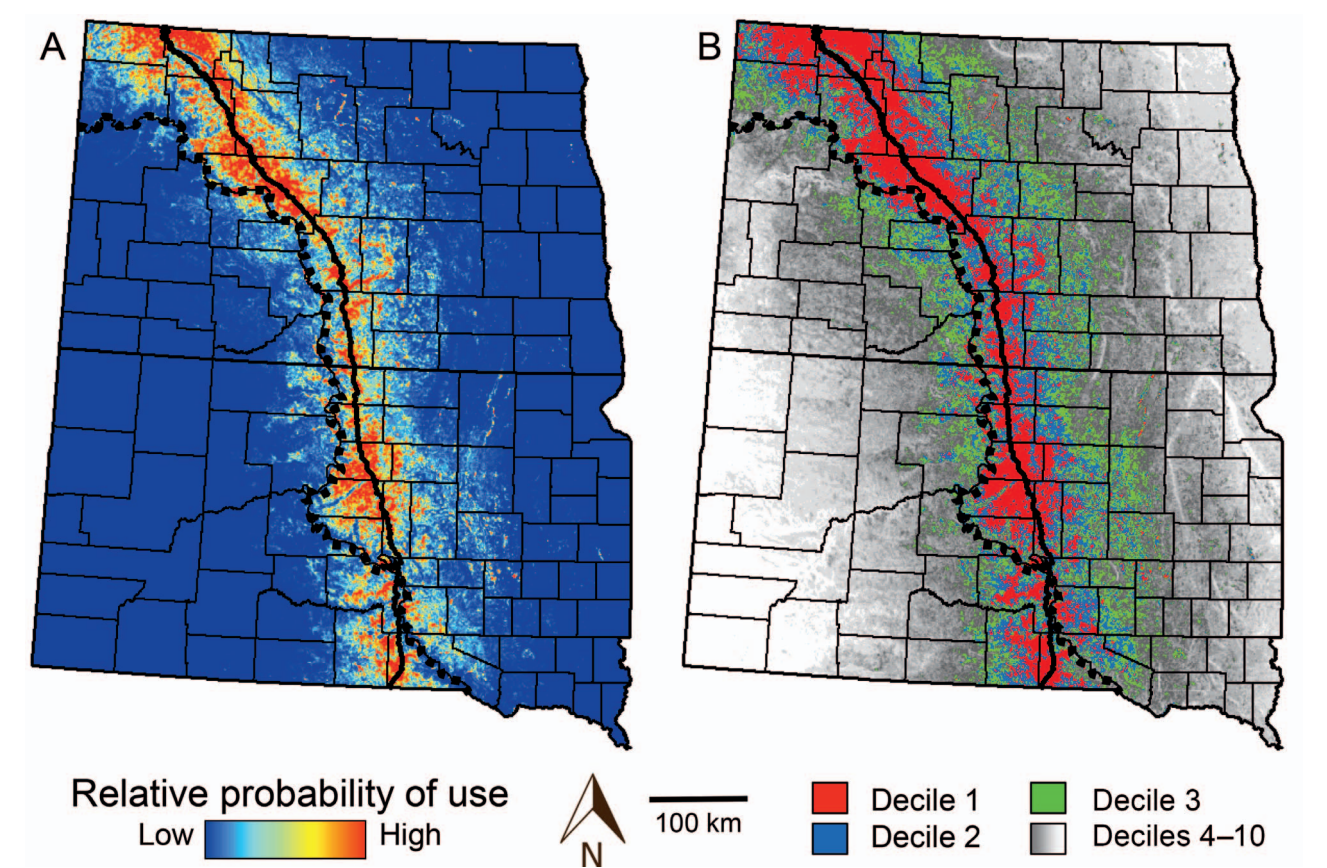 A
B
Relative probability of use
Low
High
N
100 km
Decile 1
Decile 2
Decile 3
Deciles 4–10